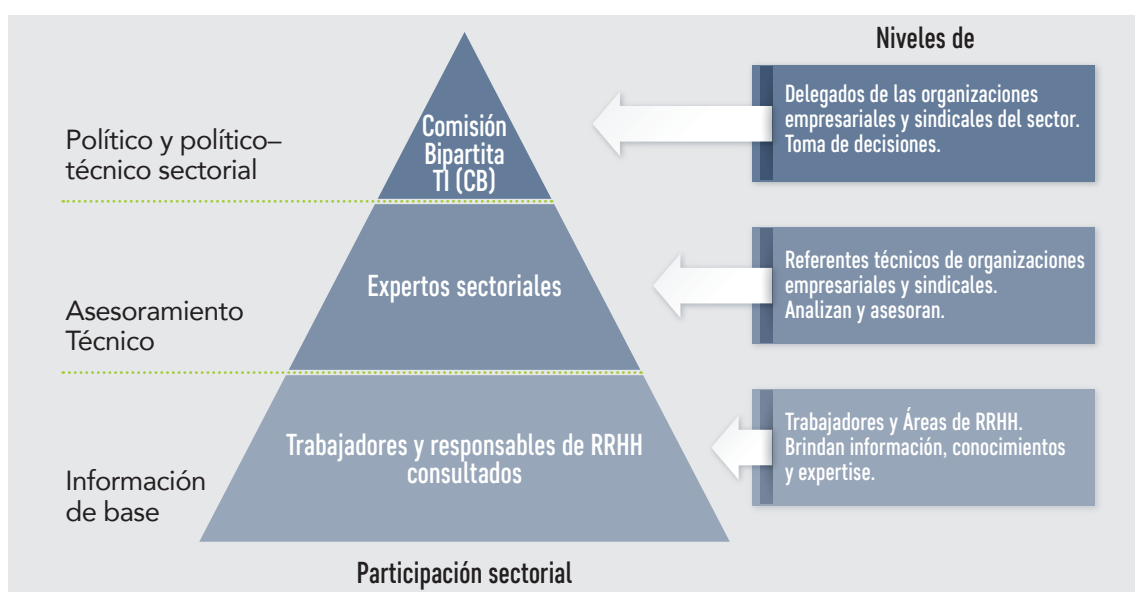 Niveles de
Político y político–
técnico sectorial
Comisión
Bipartita
TI (CB)
Delegados de las organizaciones
empresariales y sindicales del sector.
Toma de decisiones.
Asesoramiento
Técnico
Expertos sectoriales
Referentes técnicos de organizaciones
empresariales y sindicales.
Analizan y asesoran.
Información
de base
Trabajadores y responsables de RRHH
consultados
Trabajadores y Áreas de RRHH.
Brindan información, conocimientos
y expertise.
Participación sectorial